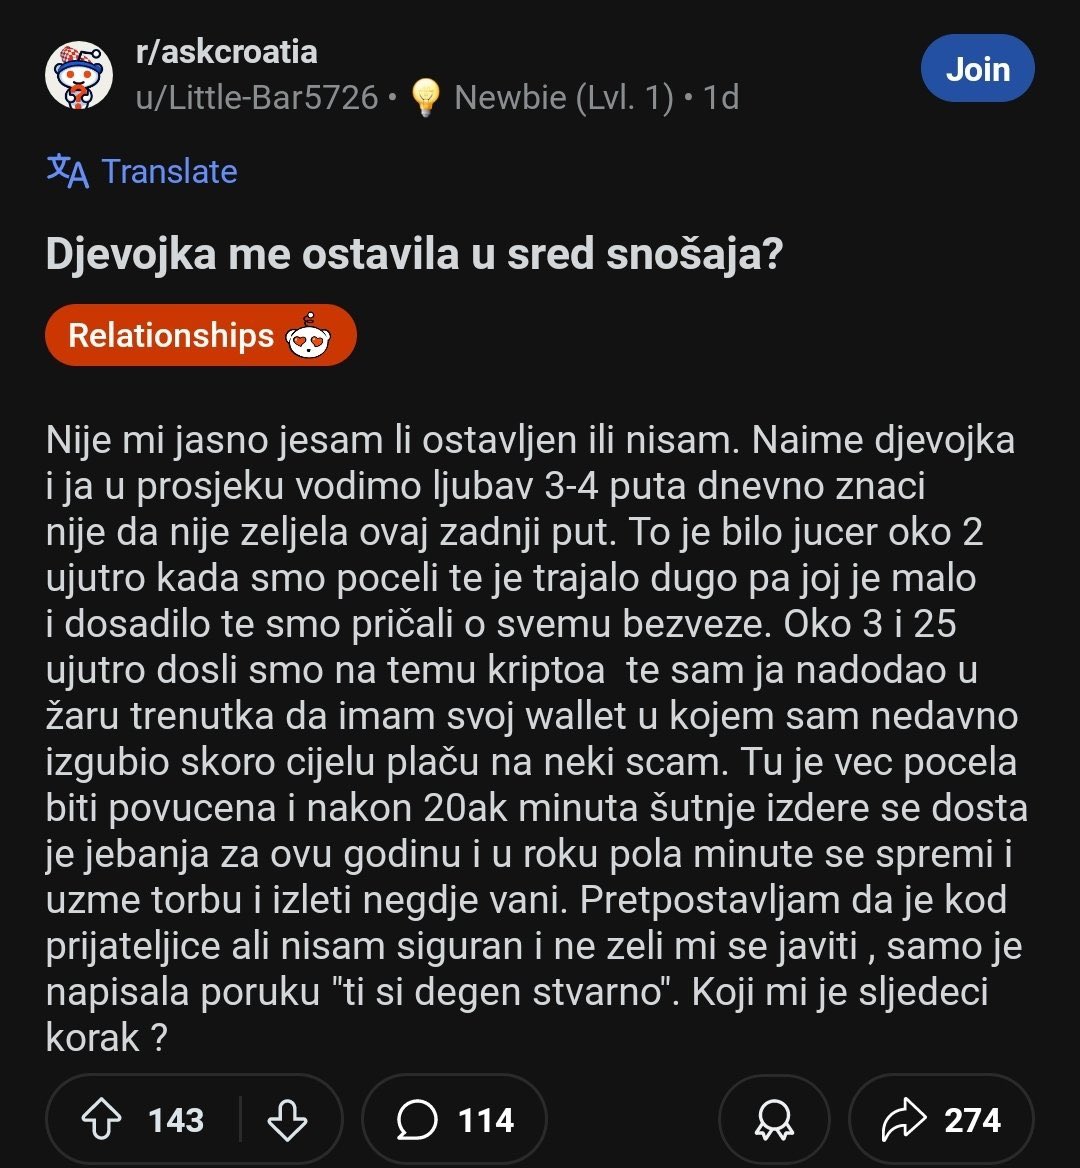 r/askcroatia
u/Little-Bar5726 • 💡 Newbie (Lvl. 1) • 1d
Join
Translate
Djevojka me ostavila u sred snošaja?
Relationships
Nije mi jasno jesam li ostavljen ili nisam. Naime djevojka
i ja u prosjeku vodimo ljubav 3-4 puta dnevno znaci
nije da nije zeljela ovaj zadnji put. To je bilo jucer oko 2
ujutro kada smo poceli te je trajalo dugo pa joj je malo
i dosadilo te smo pričali o svemu bezveze. Oko 3 i 25
ujutro dosli smo na temu kriptoa  te sam ja nadodao u
žaru trenutka da imam svoj wallet u kojem sam nedavno
izgubio skoro cijelu plaču na neki scam. Tu je vec pocela
biti povucena i nakon 20ak minuta šutnje izdere se dosta
je jebanja za ovu godinu i u roku pola minute se spremi i
uzme torbu i izleti negdje vani. Pretpostavljam da je kod
prijateljice ali nisam siguran i ne zeli mi se javiti , samo je
napisala poruku "ti si degen stvarno". Koji mi je sljedeci
korak ?
143
114
274